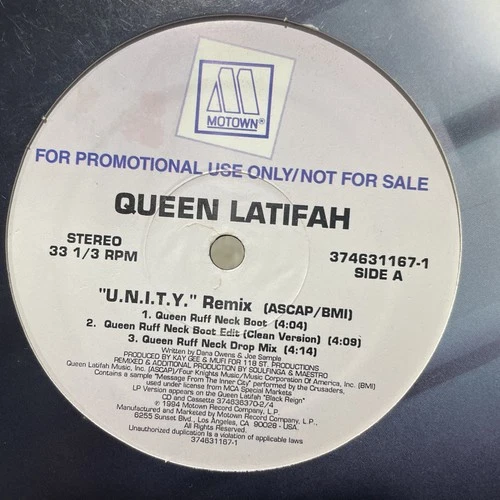 MOTOWN®
FOR PROMOTIONAL USE ONLY/NOT FOR SALE
QUEEN LATIFAH
STEREO
33 1/3 RPM
374631167-1
SIDE A
"U.N.I.T.Y." Remix (ASCAP/BMI)
1. Queen Ruff Neck Boot (4:04)
2. Queen Ruff Neck Boot Edit (Clean Version) (4:09)
3. Queen Ruff Neck Drop Mix (4:14)
Written by Dana Owens & Joe Sample
PRODUCED BY KAY GEE & MUFI FOR 118 ST. PRODUCTIONS
REMIXED & ADDITIONAL PRODUCTION BY SOULFINGA & MAESTRO
Queen Latifah Music, Inc. (ASCAP)/Four Knights Music/Music Corporation Of America, Inc. (BMI)
Contains a sample "Message From The Inner City" performed by the Crusaders,
used under license from MCA Special Markets
LP Version appears on the Queen Latifah "Black Reign"
CD and Cassette 374636370-2/4
℗ 1994 Motown Record Company, L.P.
Manufactured and Marketed by Motown Record Company, L.P.,
6255 Sunset Blvd., Los Angeles, CA 90028 - USA.
All Rights Reserved.
Unauthorized duplication is a violation of applicable laws
374631167-1